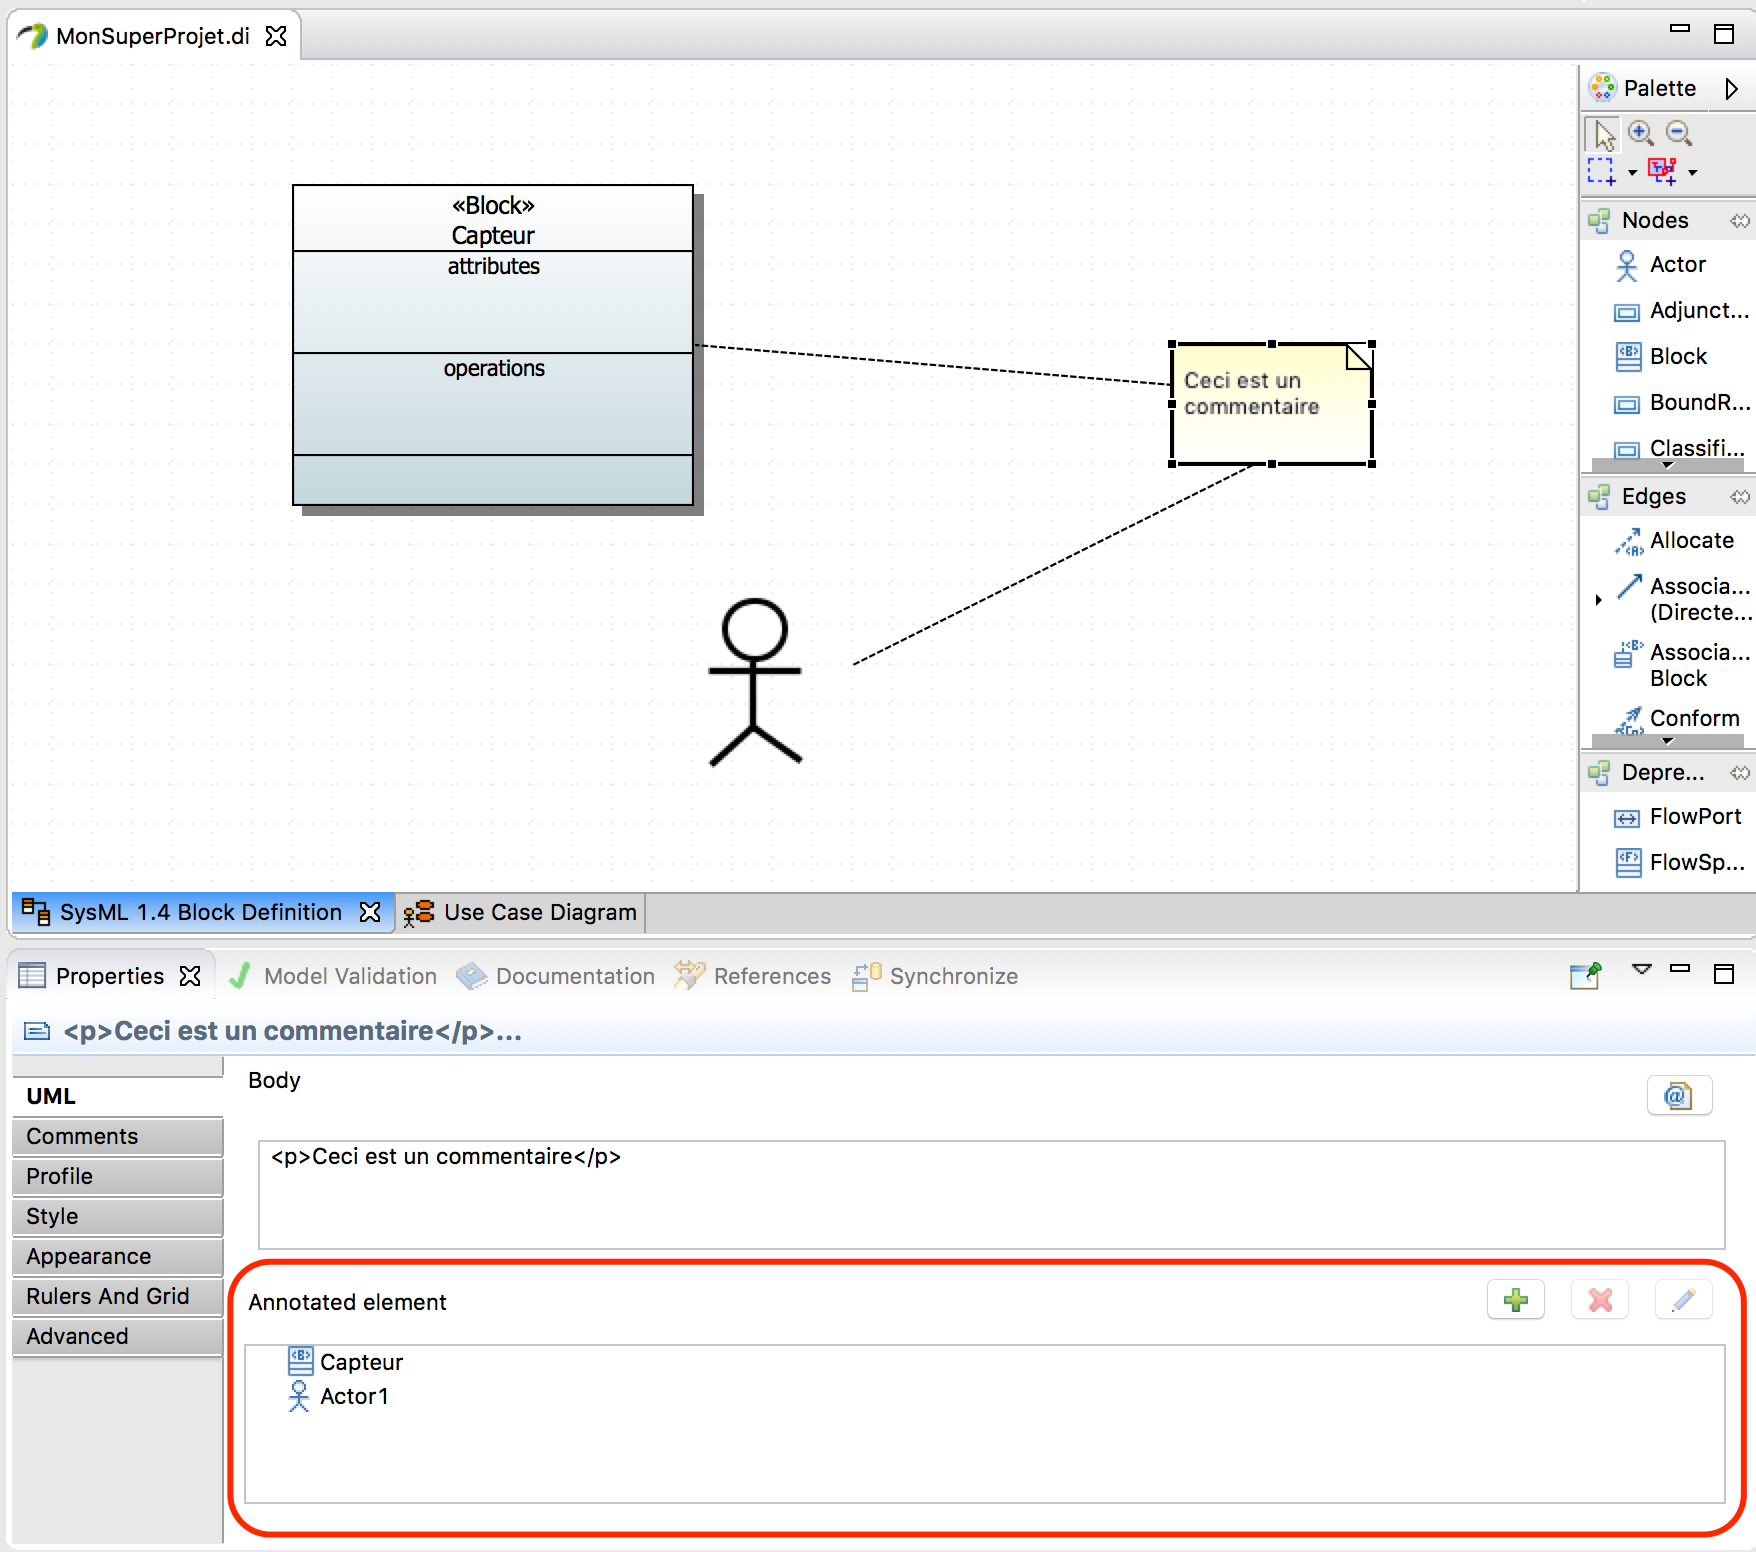 MonSuperProjet.di
Palette
«Block»
Capteur
attributes
operations
Ceci est un
commentaire
Nodes
Actor
Adjunct...
Block
BoundR...
Classifi...
Edges
Allocate
Associa...
(Directe...
Associa...
Block
Conform
Depre...
FlowPort
FlowSp...
SysML 1.4 Block Definition
Use Case Diagram
Properties
Model Validation
Documentation
References
Synchronize
<p>Ceci est un commentaire</p>...
UML
Comments
Profile
Style
Appearance
Rulers And Grid
Advanced
Body
<p>Ceci est un commentaire</p>
Annotated element
Capteur
Actor1